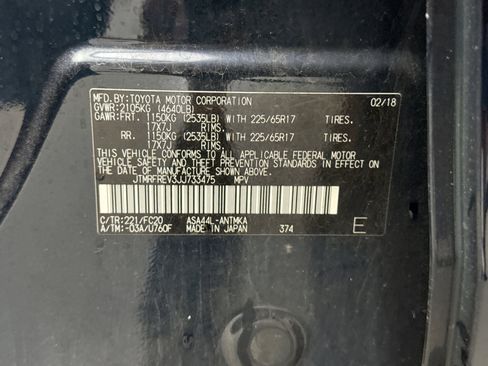 MFD.BY:TOYOTA MOTOR CORPORATION 02/18
GVWR:2105KG (4640LB)
GAWR:FRT. 1150KG (2535LB) WITH 225/65R17 TIRES.
17X7J RIMS.
RR. 1150KG (2535LB) WITH 225/65R17 TIRES.
17X7J RIMS.
THIS VEHICLE CONFORMS TO ALL APPLICABLE FEDERAL MOTOR
VEHICLE SAFETY AND THEFT PREVENTION STANDARDS IN EFFECT ON
THE DATE OF MANUFACTURE SHOWN ABOVE.
JTMRFREV3JJ733475 MPV
C/TR:221/FC20 ASA44L-ANTMKA
A/TM:-03A/U760F MADE IN JAPAN 374 E